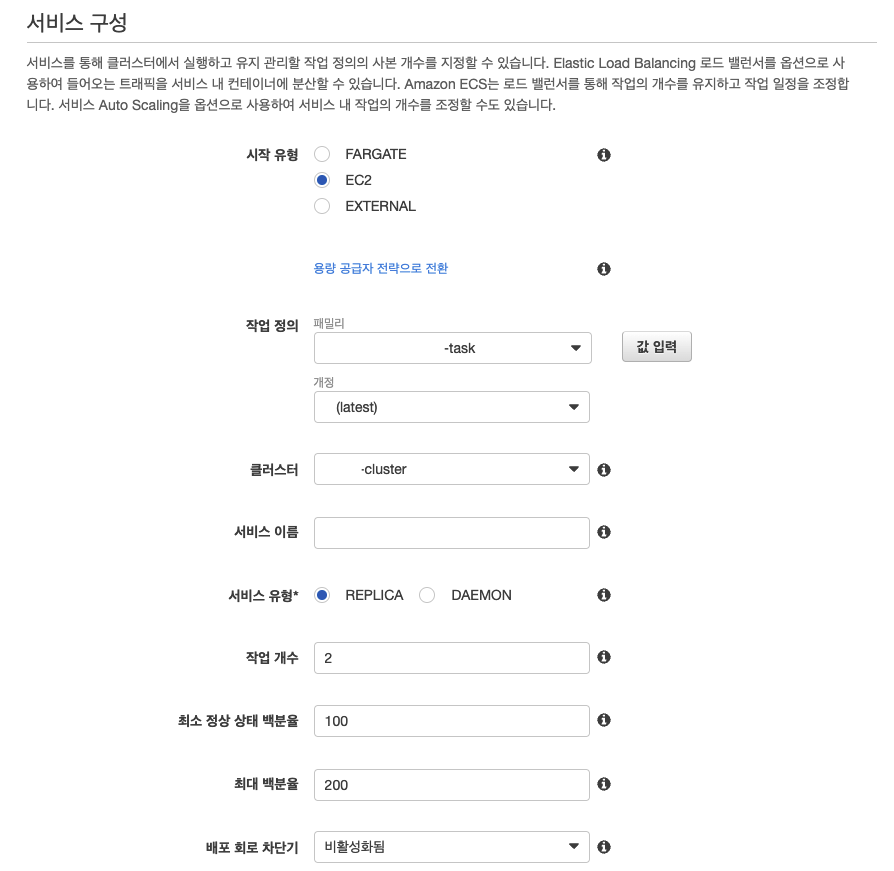 서비스 구성
서비스를 통해 클러스터에서 실행하고 유지 관리할 작업 정의의 사본 개수를 지정할 수 있습니다. Elastic Load Balancing 로드 밸런서를 옵션으로 사
용하여 들어오는 트래픽을 서비스 내 컨테이너에 분산할 수 있습니다. Amazon ECS는 로드 밸런서를 통해 작업의 개수를 유지하고 작업 일정을 조정합
니다. 서비스 Auto Scaling을 옵션으로 사용하여 서비스 내 작업의 개수를 조정할 수도 있습니다.
시작 유형 FARGATE
EC2
EXTERNAL
용량 공급자 전략으로 전환
작업 정의 패밀리
-task 값 입력
개정
(latest)
클러스터 -cluster
서비스 이름
서비스 유형* REPLICA DAEMON
작업 개수 2
최소 정상 상태 백분율 100
최대 백분율 200
배포 회로 차단기 비활성화됨